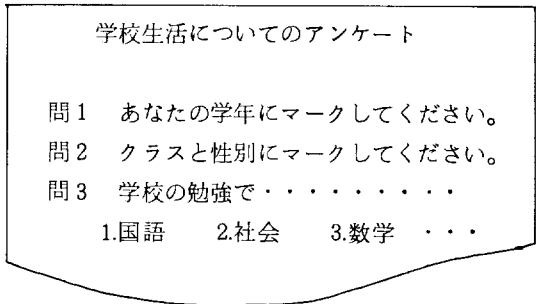 学校生活についてのアンケート
問1 あなたの学年にマークしてください。
問2 クラスと性別にマークしてください。
問3 学校の勉強で・・・・・・・・・
1.国語 2.社会 3.数学 ・・・